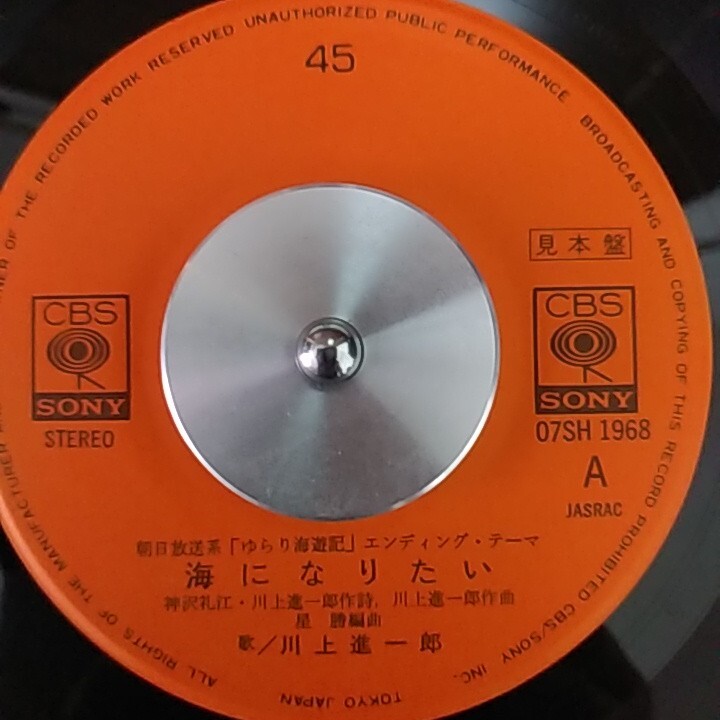 45
見本盤
CBS
SONY
STEREO
CBS
SONY
07SH 1968
A
JASRAC
朝日放送系「ゆらり海遊記」エンディング・テーマ
海になりたい
神沢礼江・川上進一郎作詩, 川上進一郎作曲
星 勝編曲
歌/川上進一郎
ALL RIGHTS OF THE MANUFACTURER AND OWNER OF THE RECORDED WORK RESERVED UNAUTHORIZED PUBLIC PERFORMANCE BROADCASTING AND COPYING OF THIS RECORD PROHIBITED CBS/SONY INC.
TOKYO JAPAN